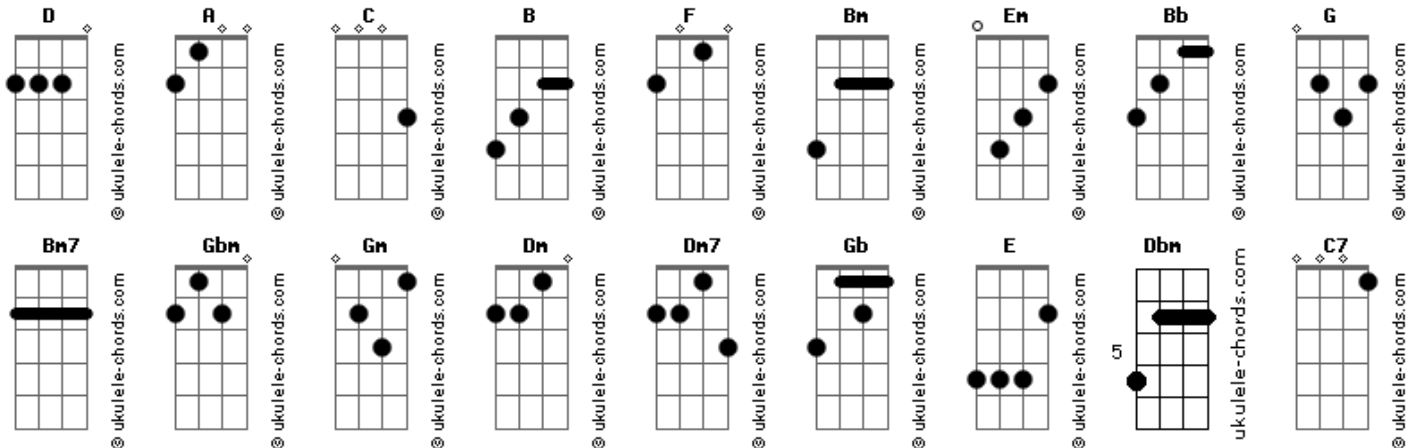 D A C B F Bm Em Bb G
© ukulele-chords.com © ukulele-chords.com © ukulele-chords.com © ukulele-chords.com © ukulele-chords.com © ukulele-chords.com © ukulele-chords.com © ukulele-chords.com © ukulele-chords.com
Bm7 Gbm Gm Dm Dm7 Gb E Dbm C7
© ukulele-chords.com © ukulele-chords.com © ukulele-chords.com © ukulele-chords.com © ukulele-chords.com © ukulele-chords.com © ukulele-chords.com ukulele-chords.com © ukulele-chords.com
5